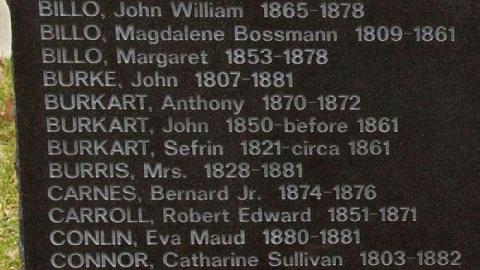 BILLO, John William 1865-1878
BILLO, Magdalene Bossmann 1809-1861
BILLO, Margaret 1853-1878
BURKE, John 1807-1881
BURKART, Anthony 1870-1872
BURKART, John 1850-before 1861
BURKART, Sefrin 1821-circa 1861
BURRIS, Mrs. 1828-1881
CARNES, Bernard Jr. 1874-1876
CARROLL, Robert Edward 1851-1871
CONLIN, Eva Maud 1880-1881
CONNOR, Catharine Sullivan 1803-1882